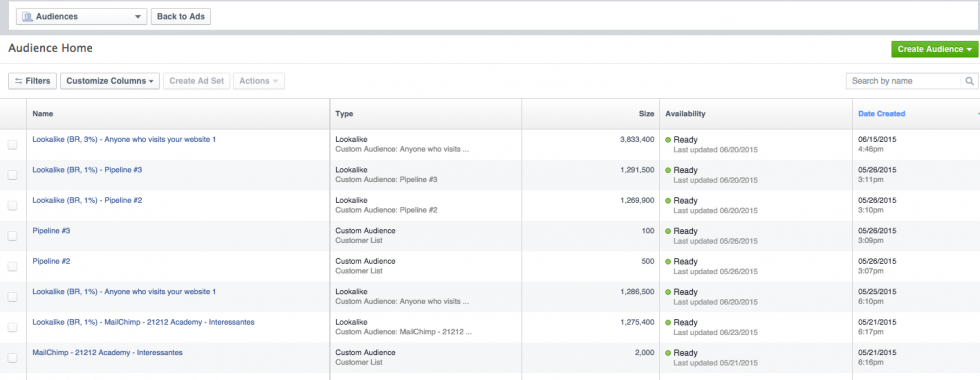 Audiences Back to Ads
Audience Home
Create Audience
Filters Customize Columns Create Ad Set Actions Search by name
Name Type Size Availability Date Created
Lookalike (BR, 3%) - Anyone who visits your website 1 Lookalike 3,833,400 Ready 06/15/2015
Custom Audience: Anyone who visits ... Last updated 06/20/2015 4:46pm
Lookalike (BR, 1%) - Pipeline #3 Lookalike 1,291,500 Ready 05/26/2015
Custom Audience: Pipeline #3 Last updated 06/20/2015 3:11pm
Lookalike (BR, 1%) - Pipeline #2 Lookalike 1,269,900 Ready 05/26/2015
Custom Audience: Pipeline #2 Last updated 06/20/2015 3:10pm
Pipeline #3 Custom Audience 100 Ready 05/26/2015
Customer List Last updated 05/26/2015 3:09pm
Pipeline #2 Custom Audience 500 Ready 05/26/2015
Customer List Last updated 05/26/2015 3:07pm
Lookalike (BR, 1%) - Anyone who visits your website 1 Lookalike 1,286,500 Ready 05/25/2015
Custom Audience: Anyone who visits ... Last updated 06/20/2015 6:10pm
Lookalike (BR, 1%) - MailChimp - 21212 Academy - Interessantes Lookalike 1,275,400 Ready 05/21/2015
Custom Audience: MailChimp - 21212 ... Last updated 06/23/2015 6:17pm
MailChimp - 21212 Academy - Interessantes Custom Audience 2,000 Ready 05/21/2015
Customer List Last updated 05/21/2015 6:16pm